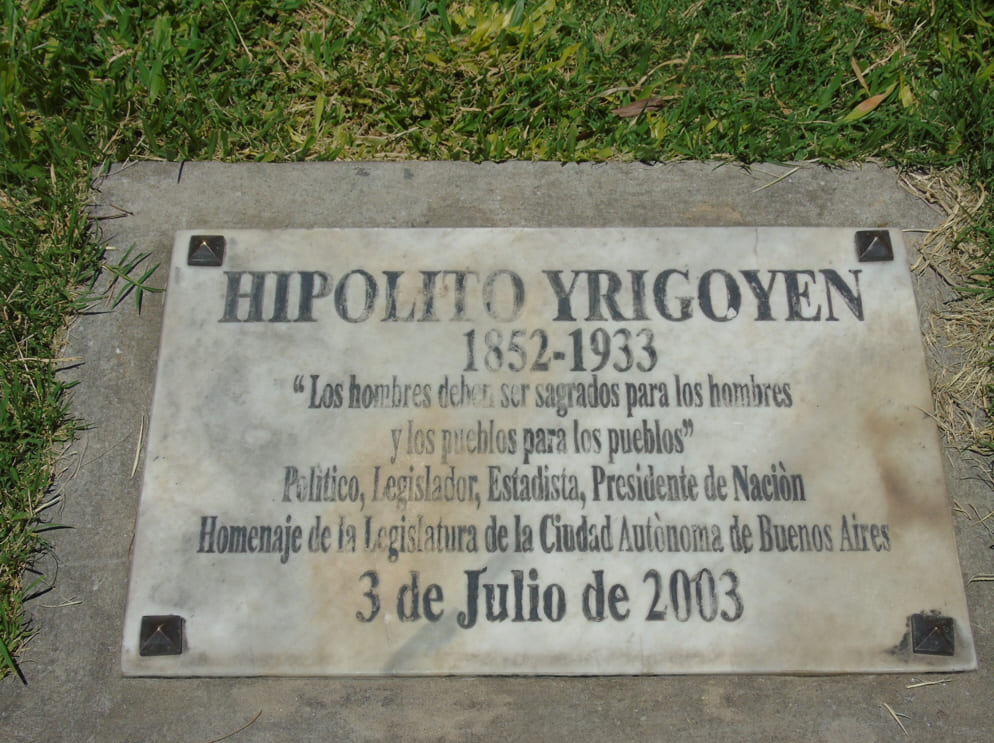 HIPOLITO YRIGOYEN
1852-1933
“Los hombres deben ser sagrados para los hombres
y los pueblos para los pueblos”
Polìtico, Legislador, Estadista, Presidente de Naciòn
Homenaje de la Legislatura de la Ciudad Autònoma de Buenos Aires
3 de Julio de 2003